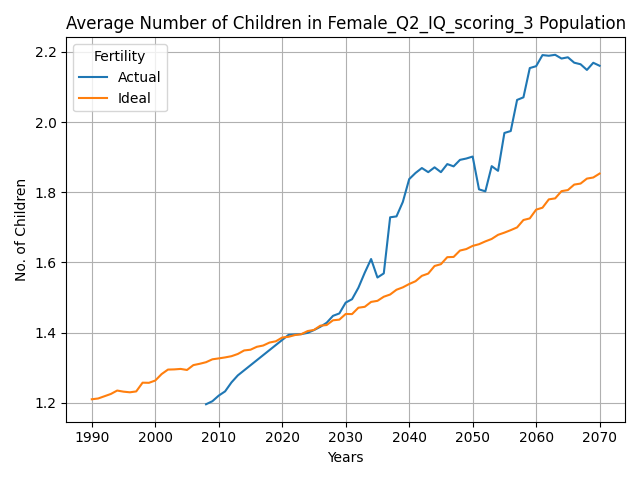 Average Number of Children in Female_Q2_IQ_scoring_3 Population
Fertility
Actual
Ideal
No. of Children
2.2
2.0
1.8
1.6
1.4
1.2
1990 2000 2010 2020 2030 2040 2050 2060 2070
Years